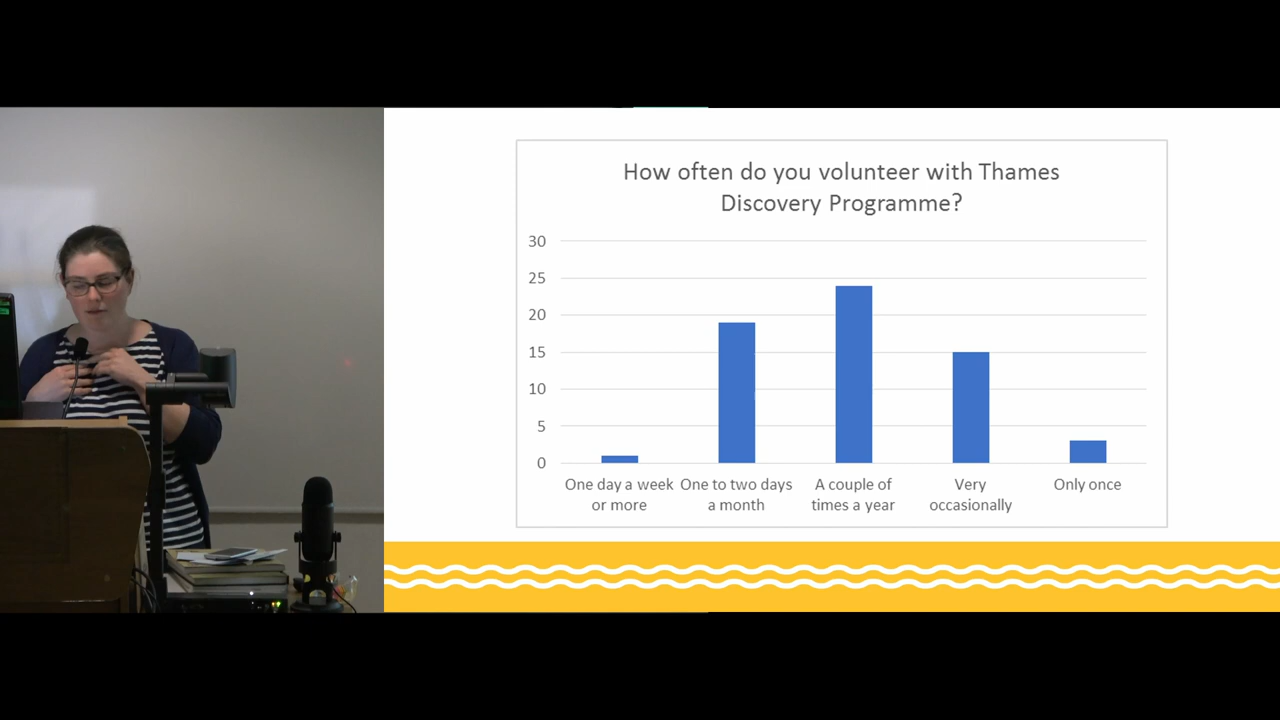 How often do you volunteer with Thames
Discovery Programme?
30
25
20
15
10
5
0
One day a week
or more
One to two days
a month
A couple of
times a year
Very
occasionally
Only once